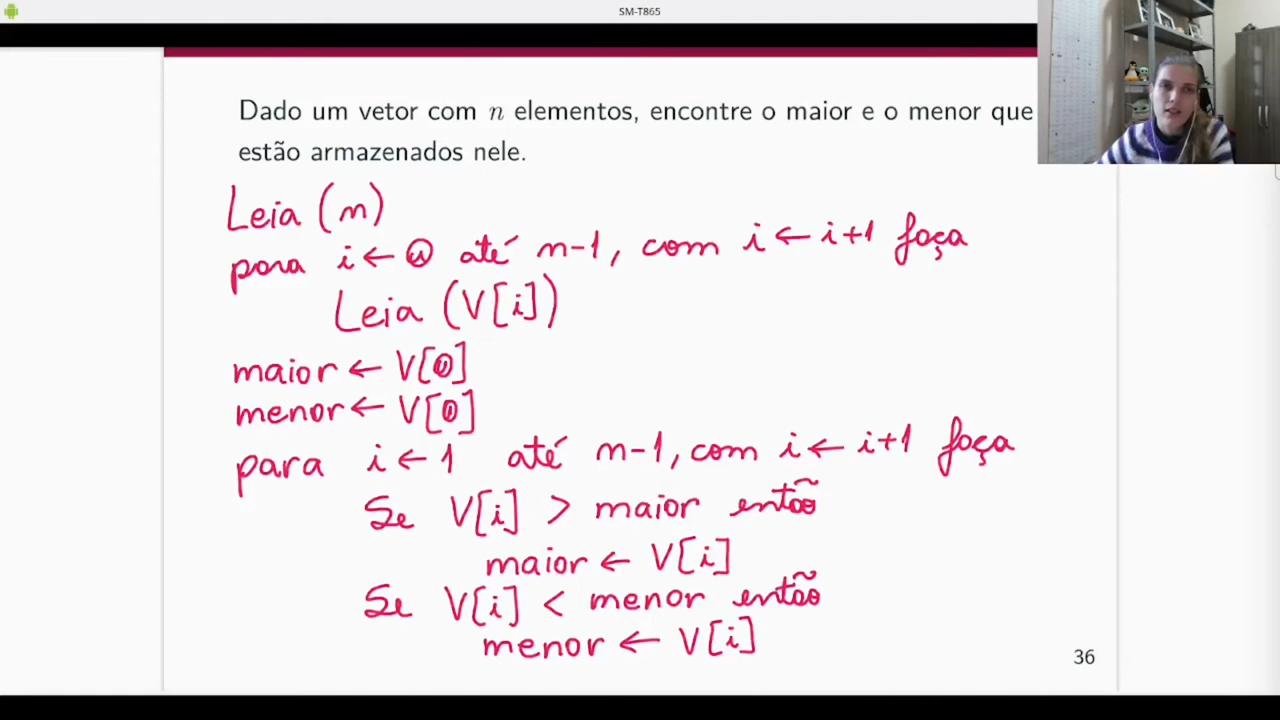 SM-T865
Dado um vetor com n elementos, encontre o maior e o menor que
estão armazenados nele.
Leia (n)
para i ← 0 até n-1, com i ← i+1 faça
Leia (V[i])
maior ← V[0]
menor ← V[0]
para i ← 1 até n-1, com i ← i+1 faça
Se V[i] > maior então
maior ← V[i]
Se V[i] < menor então
menor ← V[i]
36